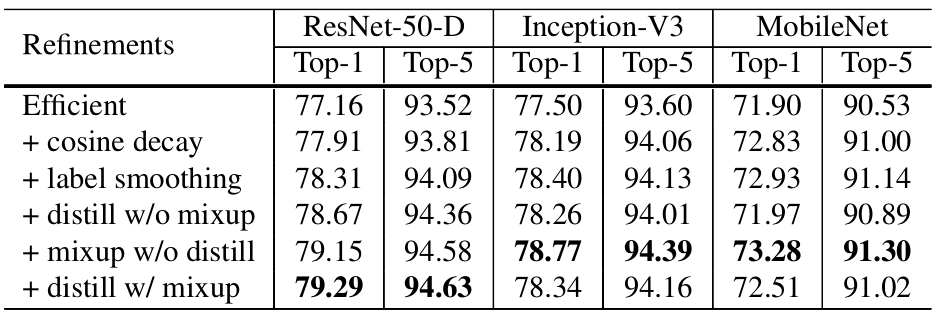 Refinements ResNet-50-D Inception-V3 MobileNet
Top-1 Top-5 Top-1 Top-5 Top-1 Top-5
Efficient 77.16 93.52 77.50 93.60 71.90 90.53
+ cosine decay 77.91 93.81 78.19 94.06 72.83 91.00
+ label smoothing 78.31 94.09 78.40 94.13 72.93 91.14
+ distill w/o mixup 78.67 94.36 78.26 94.01 71.97 90.89
+ mixup w/o distill 79.15 94.58 78.77 94.39 73.28 91.30
+ distill w/ mixup 79.29 94.63 78.34 94.16 72.51 91.02